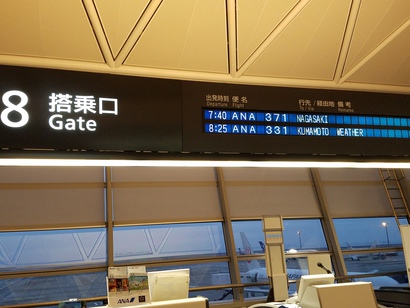 8 搭乗口
Gate
出発時刻 便名 行先/経由地 備考
Departure Flight To / Via Remark
7:40 ANA 371 NAGASAKI
8:25 ANA 331 KUMAMOTO WEATHER
ANA